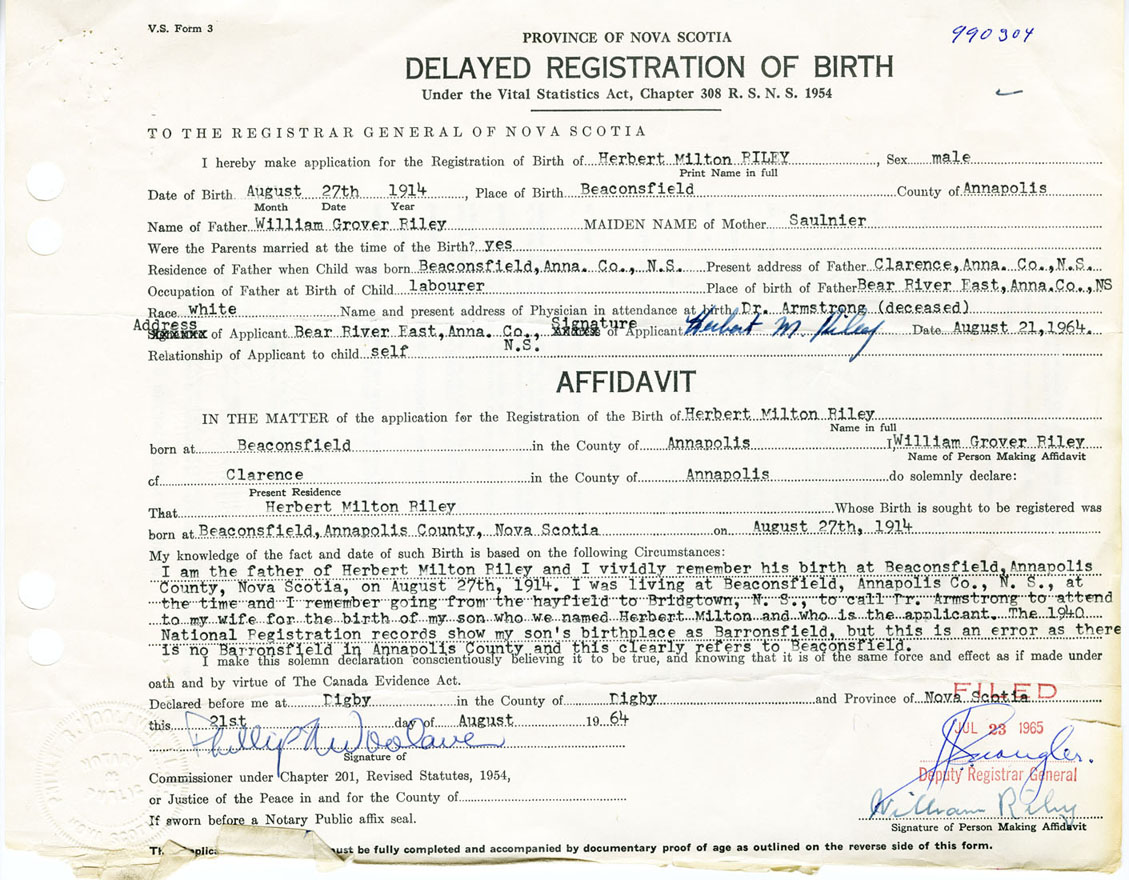 V.S. Form 3
990304
PROVINCE OF NOVA SCOTIA
DELAYED REGISTRATION OF BIRTH
Under the Vital Statistics Act, Chapter 308 R. S. N. S. 1954
TO THE REGISTRAR GENERAL OF NOVA SCOTIA
I hereby make application for the Registration of Birth of Herbert Milton RILEY, Sex male
Print Name in full
Date of Birth August 27th 1914, Place of Birth Beaconsfield County of Annapolis
Month Date Year
Name of Father William Grover Riley MAIDEN NAME of Mother Saulnier
Were the Parents married at the time of the Birth? yes
Residence of Father when Child was born Beaconsfield, Anna. Co., N.S. Present address of Father Clarence, Anna. Co., N.S.
Occupation of Father at Birth of Child labourer Place of birth of Father Bear River East, Anna.Co., NS
Race white Name and present address of Physician in attendance at birth Dr. Armstrong (deceased)
Address of Applicant Bear River East, Anna. Co., N.S. Signature of Applicant Herbert M. Riley Date August 21, 1964.
Relationship of Applicant to child self
AFFIDAVIT
IN THE MATTER of the application for the Registration of the Birth of Herbert Milton Riley
Name in full
born at Beaconsfield in the County of Annapolis I, William Grover Riley
Name of Person Making Affidavit
of Clarence in the County of Annapolis do solemnly declare:
Present Residence
That Herbert Milton Riley Whose Birth is sought to be registered was
born at Beaconsfield, Annapolis County, Nova Scotia on August 27th, 1914
My knowledge of the fact and date of such Birth is based on the following Circumstances:
I am the father of Herbert Milton Riley and I vividly remember his birth at Beaconsfield, Annapolis
County, Nova Scotia, on August 27th, 1914. I was living at Beaconsfield, Annapolis Co., N. S., at
the time and I remember going from the hayfield to Bridgtown, N. S., to call Dr. Armstrong to attend
to my wife for the birth of my son who we named Herbert Milton and who is the applicant. The 1940
National Registration records show my son's birthplace as Barronsfield, but this is an error as there
is no Barronsfield in Annapolis County and this clearly refers to Beaconsfield.
I make this solemn declaration conscientiously believing it to be true, and knowing that it is of the same force and effect as if made under
oath and by virtue of The Canada Evidence Act.
Declared before me at Digby in the County of Digby and Province of Nova Scotia
FILED
this 21st day of August 19 64
JUL 23 1965
Signature of
Deputy Registrar General
Commissioner under Chapter 201, Revised Statutes, 1954,
or Justice of the Peace in and for the County of
William Riley
Signature of Person Making Affidavit
If sworn before a Notary Public affix seal.
must be fully completed and accompanied by documentary proof of age as outlined on the reverse side of this form.